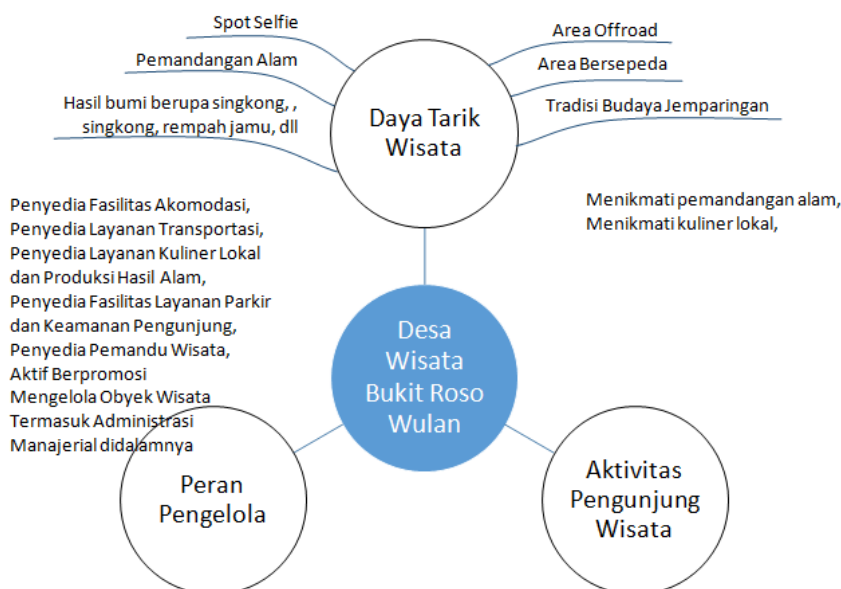 Spot Selfie
Pemandangan Alam
Hasil bumi berupa singkong, ,
singkong, rempah jamu, dll
Daya Tarik
Wisata
Area Offroad
Area Bersepeda
Tradisi Budaya Jemparingan
Penyedia Fasilitas Akomodasi,
Penyedia Layanan Transportasi,
Penyedia Layanan Kuliner Lokal
dan Produksi Hasil Alam,
Penyedia Fasilitas Layanan Parkir
dan Keamanan Pengunjung,
Penyedia Pemandu Wisata,
Aktif Berpromosi
Mengelola Obyek Wisata
Termasuk Administrasi
Manajerial didalamnya
Menikmati pemandangan alam,
Menikmati kuliner lokal,
Desa
Wisata
Bukit Roso
Wulan
Peran
Pengelola
Aktivitas
Pengunjung
Wisata